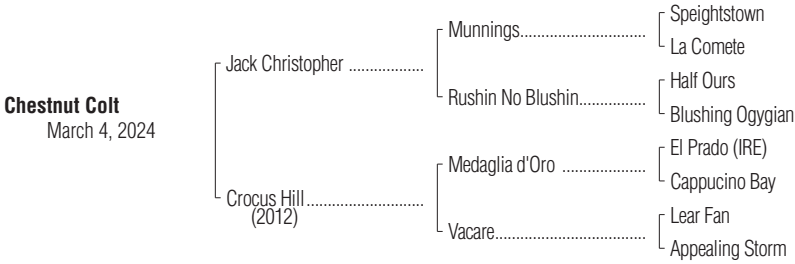 Chestnut Colt
March 4, 2024
Jack Christopher ..................
Crocus Hill............................
(2012)
Munnings..............................
Rushin No Blushin................
Medaglia d'Oro ....................
Vacare....................................
Speightstown
La Comete
Half Ours
Blushing Ogygian
El Prado (IRE)
Cappucino Bay
Lear Fan
Appealing Storm